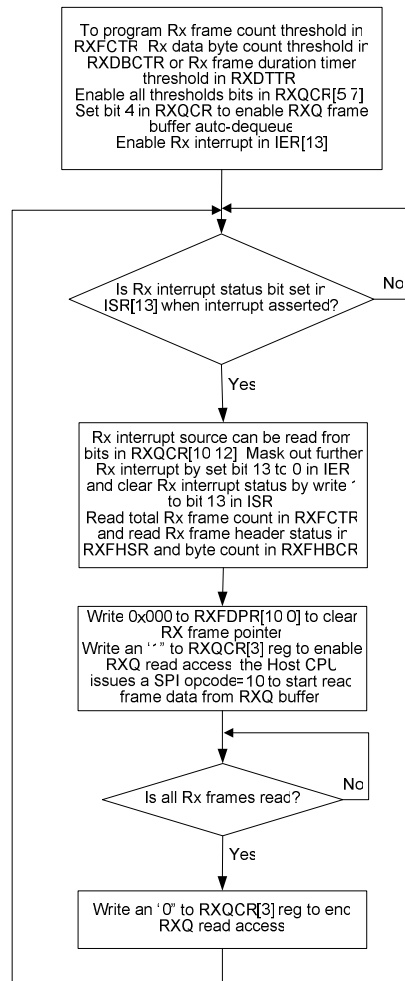 To program Rx frame count threshold in
RXFCTR Rx data byte count threshold in
RXDBCTR or Rx frame duration timer
threshold in RXDTTR
Enable all thresholds bits in RXQCR[5 7]
Set bit 4 in RXQCR to enable RXQ frame
buffer auto-dequeue
Enable Rx interrupt in IER[13]
Is Rx interrupt status bit set in
ISR[13] when interrupt asserted?
No
Yes
Rx interrupt source can be read from
bits in RXQCR[10 12] Mask out further
Rx interrupt by set bit 13 to 0 in IER
and clear Rx interrupt status by write 1
to bit 13 in ISR
Read total Rx frame count in RXFCTR
and read Rx frame header status in
RXFHSR and byte count in RXFHBCR
Write 0x000 to RXFDPR[10 0] to clear
RX frame pointer
Write an "1" to RXQCR[3] reg to enable
RXQ read access the Host CPU
issues a SPI opcode=10 to start read
frame data from RXQ buffer
Is all Rx frames read?
No
Yes
Write an "0" to RXQCR[3] reg to end
RXQ read access